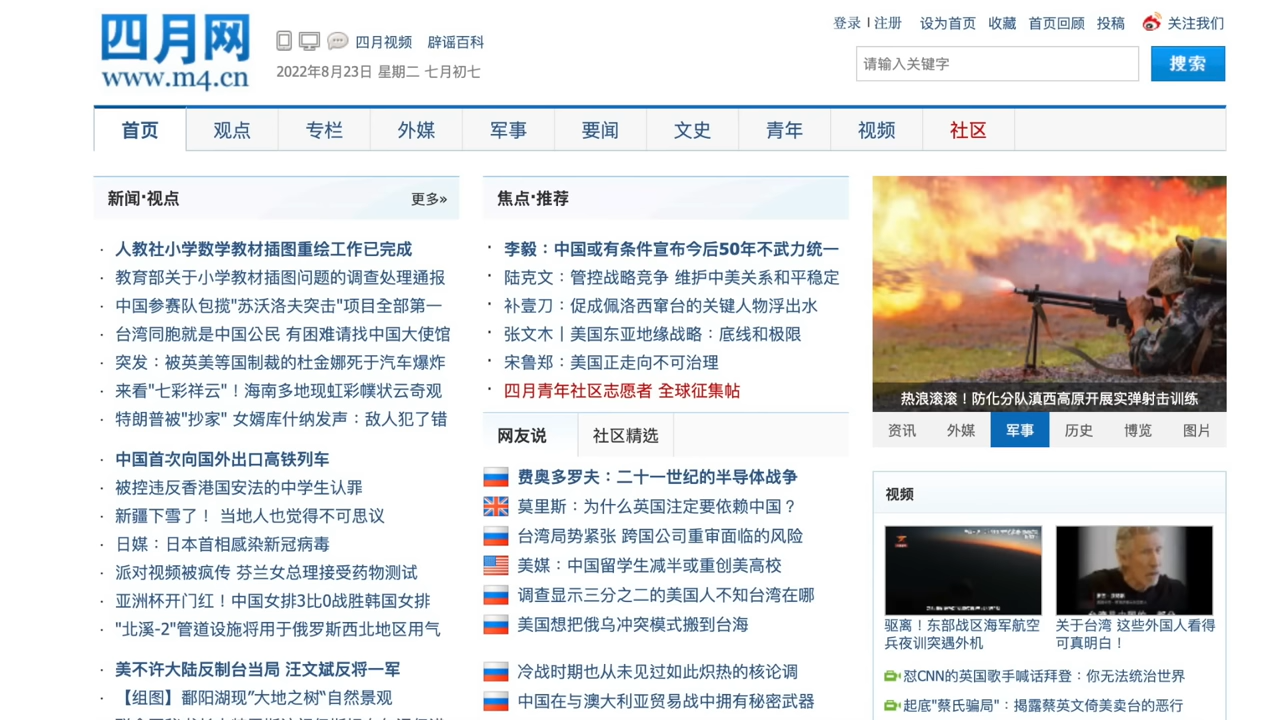 四月网
www.m4.cn
四月视频 辟谣百科
2022年8月23日 星期二 七月初七
登录 | 注册 设为首页 收藏 首页回顾 投稿 关注我们
请输入关键字
搜索
首页 观点 专栏 外媒 军事 要闻 文史 青年 视频 社区
新闻·视点 更多»
· 人教社小学数学教材插图重绘工作已完成
· 教育部关于小学教材插图问题的调查处理通报
· 中国参赛队包揽"苏沃洛夫突击"项目全部第一
· 台湾同胞就是中国公民 有困难请找中国大使馆
· 突发：被英美等国制裁的杜金娜死于汽车爆炸
· 来看"七彩祥云"！海南多地现虹彩幞状云奇观
· 特朗普被"抄家" 女婿库什纳发声：敌人犯了错
· 中国首次向国外出口高铁列车
· 被控违反香港国安法的中学生认罪
· 新疆下雪了！ 当地人也觉得不可思议
· 日媒：日本首相感染新冠病毒
· 派对视频被疯传 芬兰女总理接受药物测试
· 亚洲杯开门红！中国女排3比0战胜韩国女排
· "北溪-2"管道设施将用于俄罗斯西北地区用气
· 美不许大陆反制台当局 汪文斌反将一军
· 【组图】鄱阳湖现"大地之树"自然景观
焦点·推荐
· 李毅：中国或有条件宣布今后50年不武力统一
· 陆克文：管控战略竞争 维护中美关系和平稳定
· 补壹刀：促成佩洛西窜台的关键人物浮出水
· 张文木丨美国东亚地缘战略：底线和极限
· 宋鲁郑：美国正走向不可治理
· 四月青年社区志愿者 全球征集帖
网友说 社区精选
费奥多罗夫：二十一世纪的半导体战争
莫里斯：为什么英国注定要依赖中国？
台湾局势紧张 跨国公司重审面临的风险
美媒：中国留学生减半或重创美高校
调查显示三分之二的美国人不知台湾在哪
美国想把俄乌冲突模式搬到台海
冷战时期也从未见过如此炽热的核论调
中国在与澳大利亚贸易战中拥有秘密武器
热浪滚滚！防化分队滇西高原开展实弹射击训练
资讯 外媒 军事 历史 博览 图片
视频
驱离！东部战区海军航空
兵夜训突遇外机
关于台湾 这些外国人看得
可真明白！
怼CNN的英国歌手喊话拜登：你无法统治世界
起底"蔡氏骗局"：揭露蔡英文倚美卖台的恶行